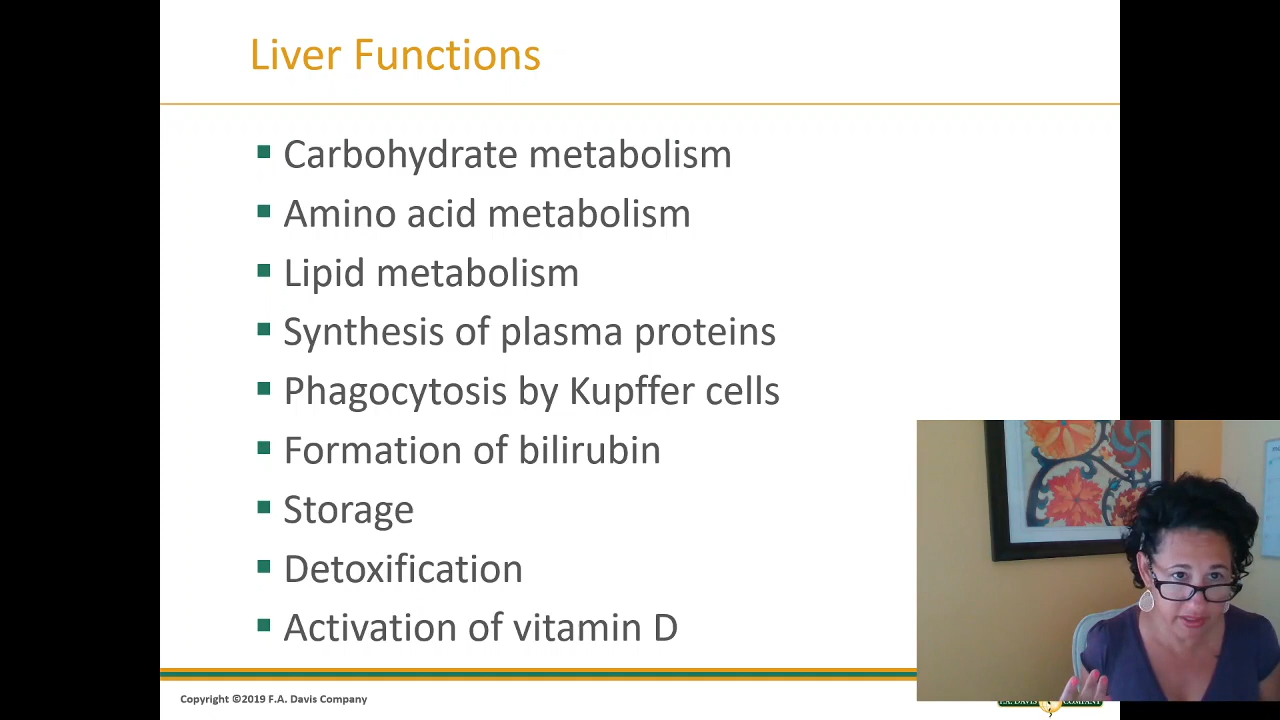 Liver Functions
Carbohydrate metabolism
Amino acid metabolism
Lipid metabolism
Synthesis of plasma proteins
Phagocytosis by Kupffer cells
Formation of bilirubin
Storage
Detoxification
Activation of vitamin D
Copyright ©2019 F.A. Davis Company